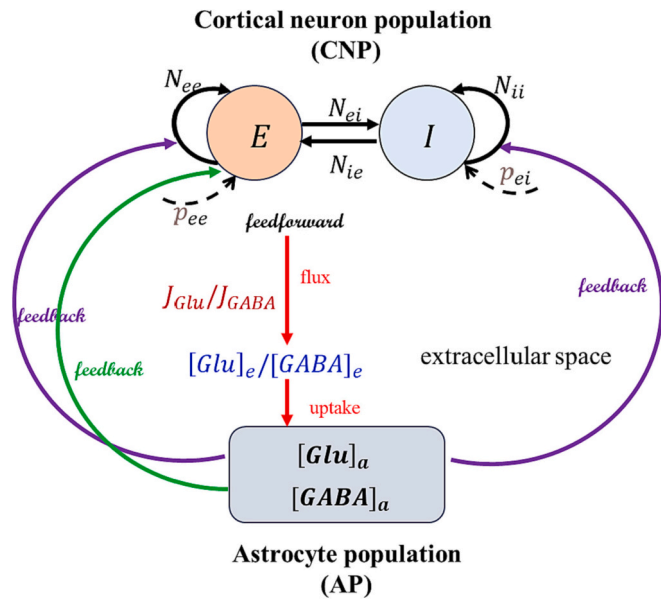 Cortical neuron population
(CNP)
N_ee
N_ei
N_ii
E
I
N_ie
p_ee
p_ei
feedforward
flux
J_Glu/J_GABA
feedback
feedback
feedback
[Glu]_e/[GABA]_e
extracellular space
uptake
[Glu]_a
[GABA]_a
Astrocyte population
(AP)